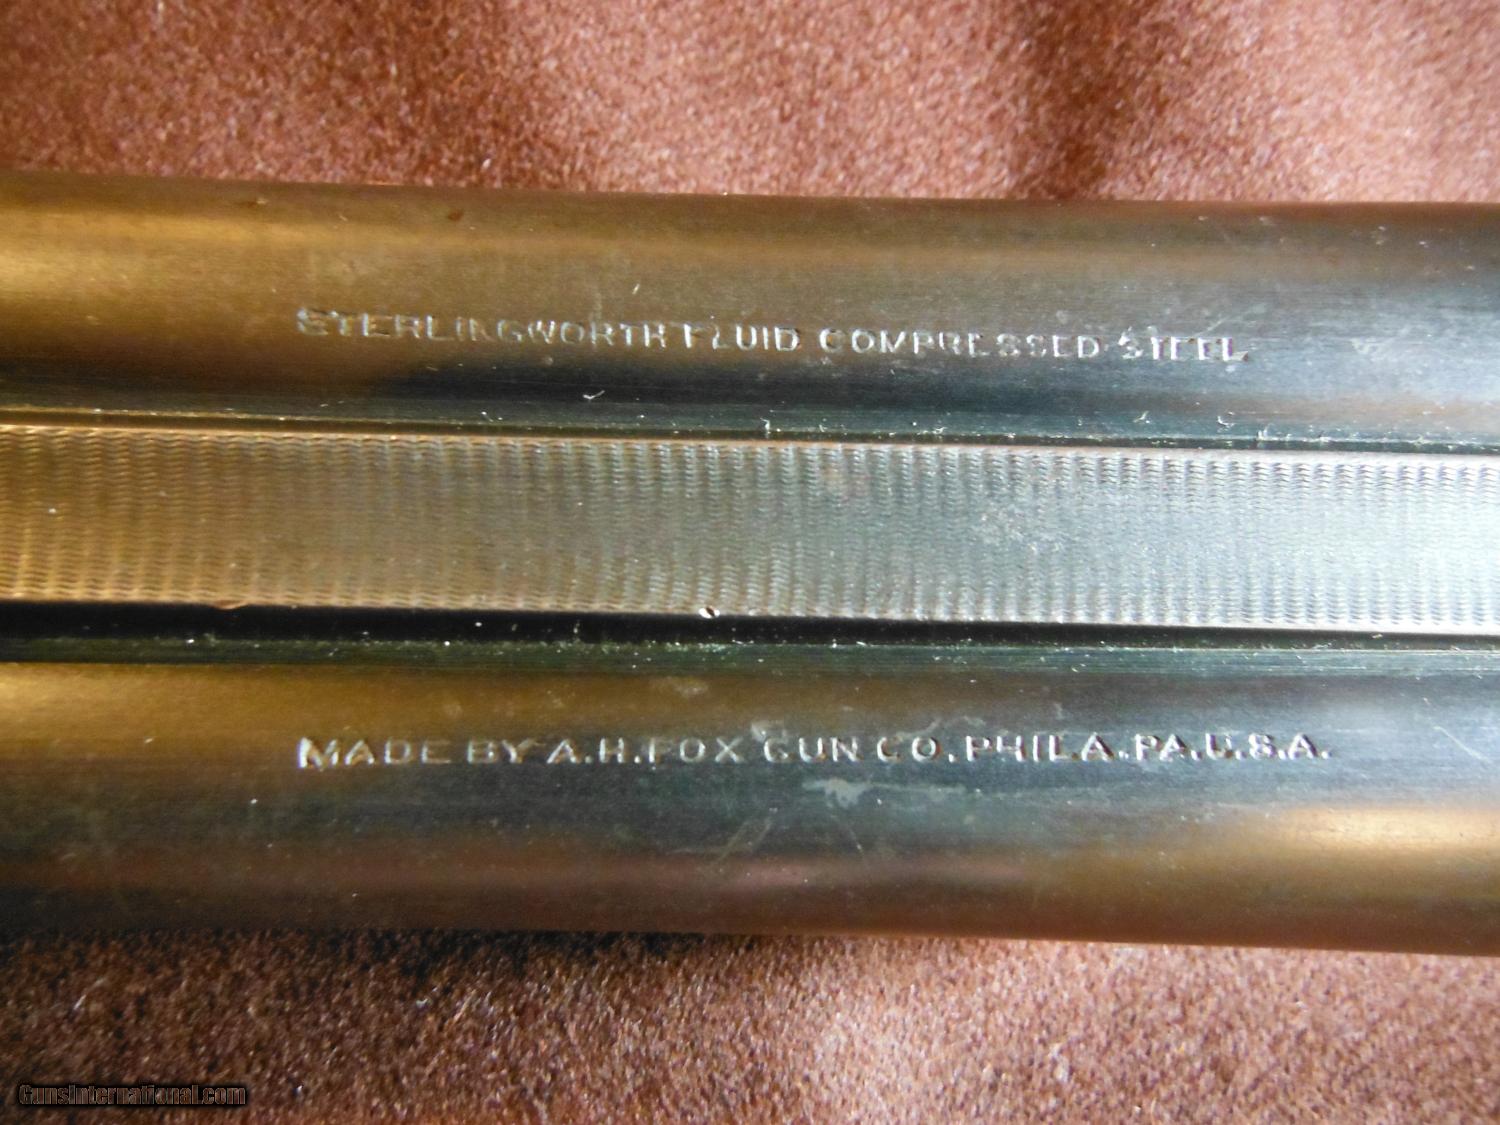 STERLINGWORTH FLUID COMPRESSED STEEL
MADE BY A.H.FOX GUN CO. PHILA. PA. U.S.A.
GunsInternational.com